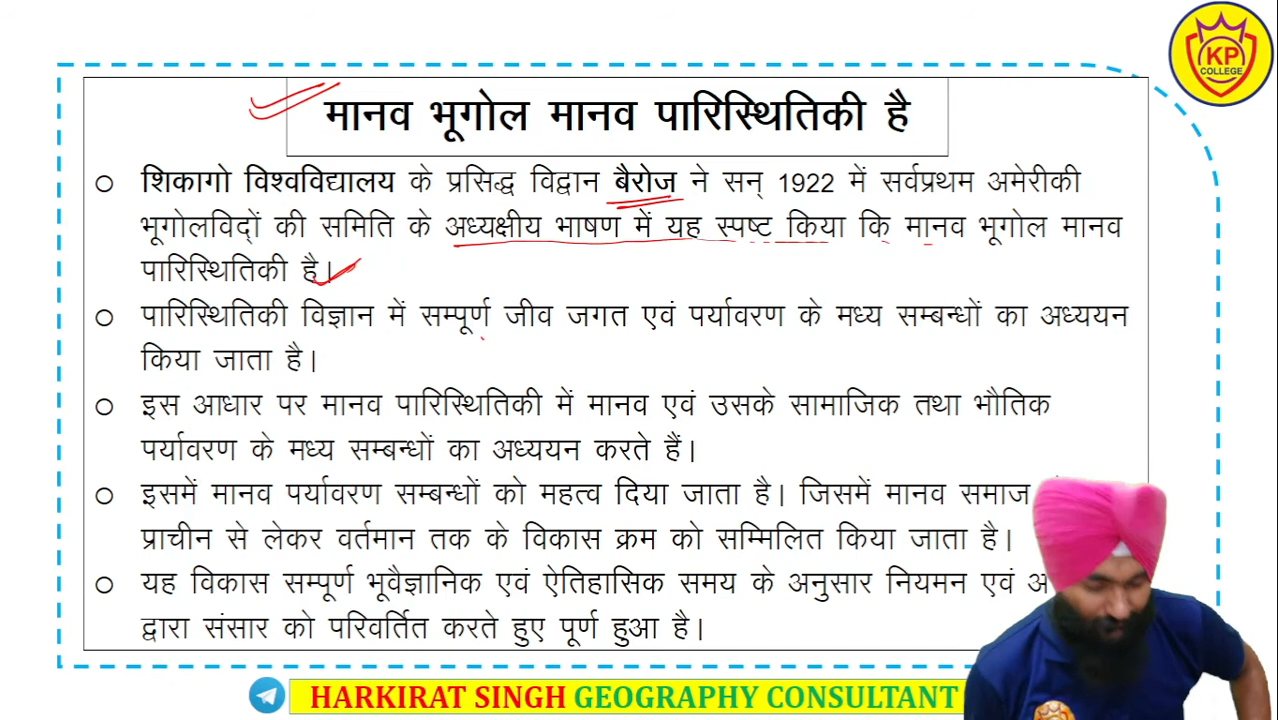 KP
COLLEGE
मानव भूगोल मानव पारिस्थितिकी है
○ शिकागो विश्वविद्यालय के प्रसिद्ध विद्वान बैरोज ने सन् 1922 में सर्वप्रथम अमेरीकी
भूगोलविदों की समिति के अध्यक्षीय भाषण में यह स्पष्ट किया कि मानव भूगोल मानव
पारिस्थितिकी है।
○ पारिस्थितिकी विज्ञान में सम्पूर्ण जीव जगत एवं पर्यावरण के मध्य सम्बन्धों का अध्ययन
किया जाता है।
○ इस आधार पर मानव पारिस्थितिकी में मानव एवं उसके सामाजिक तथा भौतिक
पर्यावरण के मध्य सम्बन्धों का अध्ययन करते हैं।
○ इसमें मानव पर्यावरण सम्बन्धों को महत्व दिया जाता है। जिसमें मानव समाज
प्राचीन से लेकर वर्तमान तक के विकास क्रम को सम्मिलित किया जाता है।
○ यह विकास सम्पूर्ण भूवैज्ञानिक एवं ऐतिहासिक समय के अनुसार नियमन एवं
द्वारा संसार को परिवर्तित करते हुए पूर्ण हुआ है।
HARKIRAT SINGH GEOGRAPHY CONSULTANT